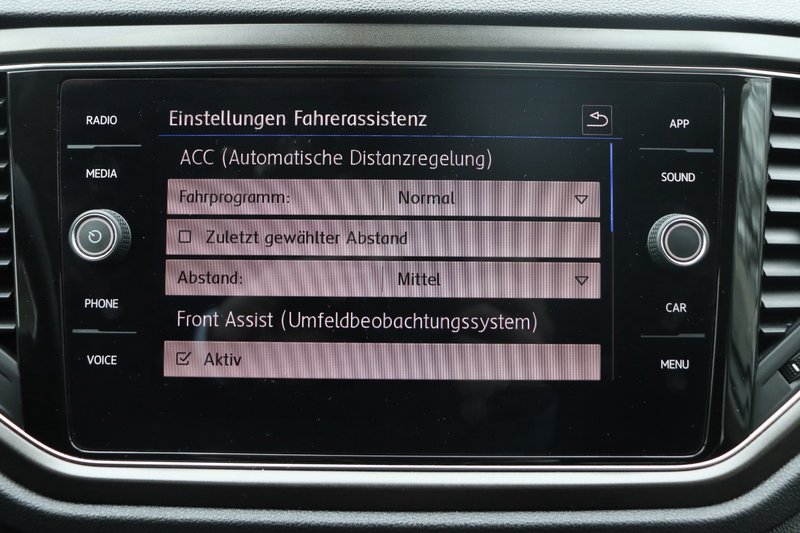 RADIO
MEDIA
PHONE
VOICE
Einstellungen Fahrerassistenz
ACC (Automatische Distanzregelung)
Fahrprogramm: Normal
Zuletzt gewählter Abstand
Abstand: Mittel
Front Assist (Umfeldbeobachtungssystem)
Aktiv
APP
SOUND
CAR
MENU